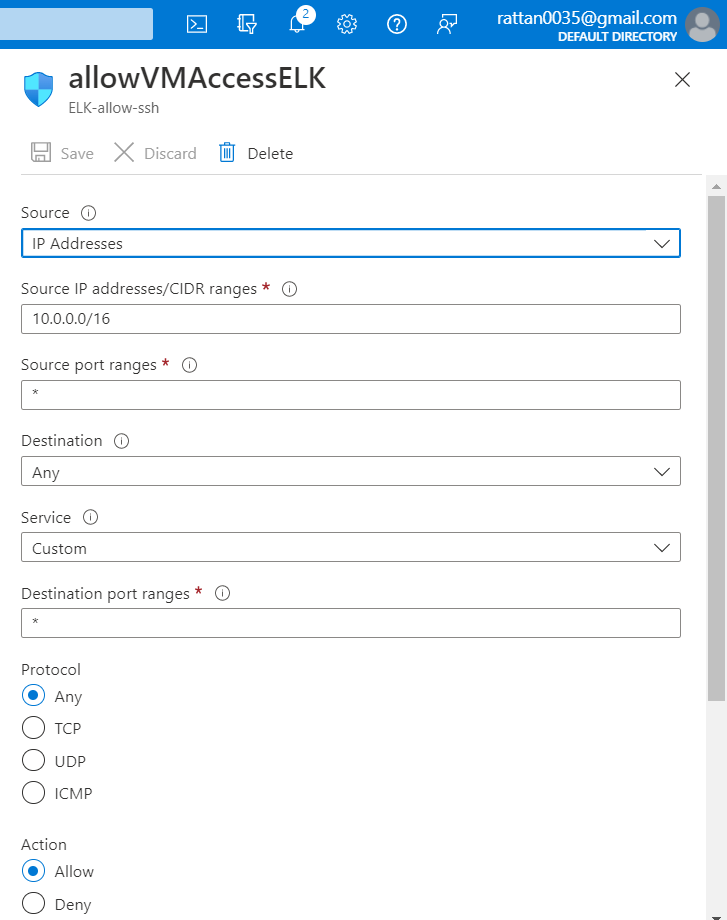 2
rattan0035@gmail.com
DEFAULT DIRECTORY
allowVMAccessELK
ELK-allow-ssh
Save
Discard
Delete
Source
IP Addresses
Source IP addresses/CIDR ranges *
10.0.0.0/16
Source port ranges *
*
Destination
Any
Service
Custom
Destination port ranges *
*
Protocol
Any
TCP
UDP
ICMP
Action
Allow
Deny